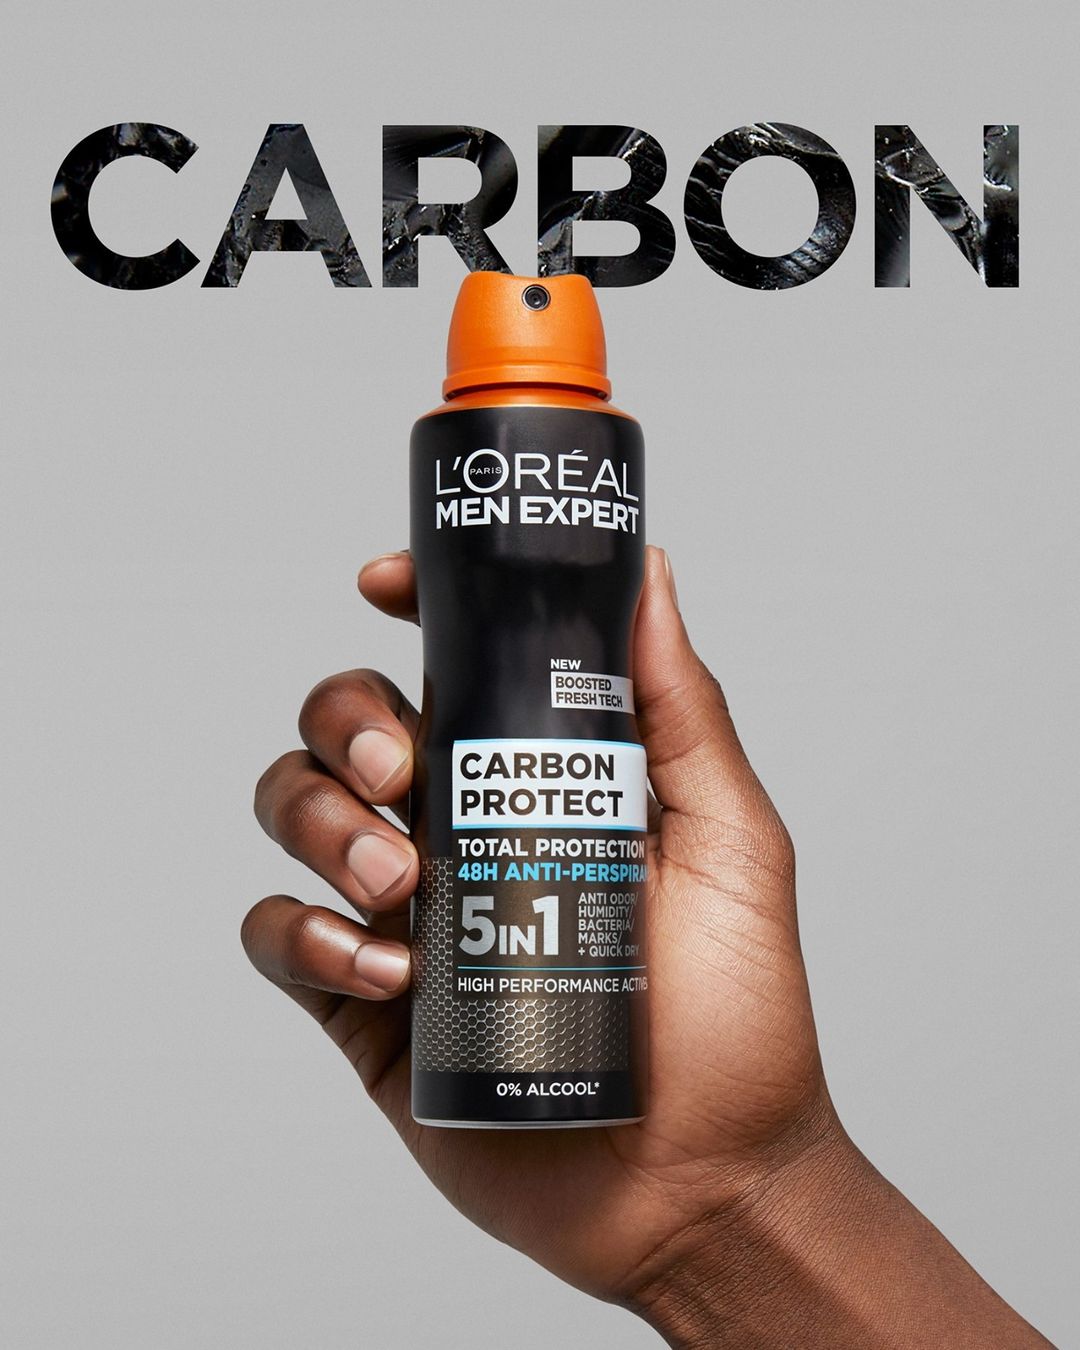 CARBON
L'ORÉAL
PARIS
MEN EXPERT
NEW
BOOSTED
FRESH TECH
CARBON
PROTECT
TOTAL PROTECTION
48H ANTI-PERSPIRAN
5IN1
ANTI ODOR/
HUMIDITY/
BACTERIA/
MARKS/
+ QUICK DRY
HIGH PERFORMANCE ACTIVE
0% ALCOOL*